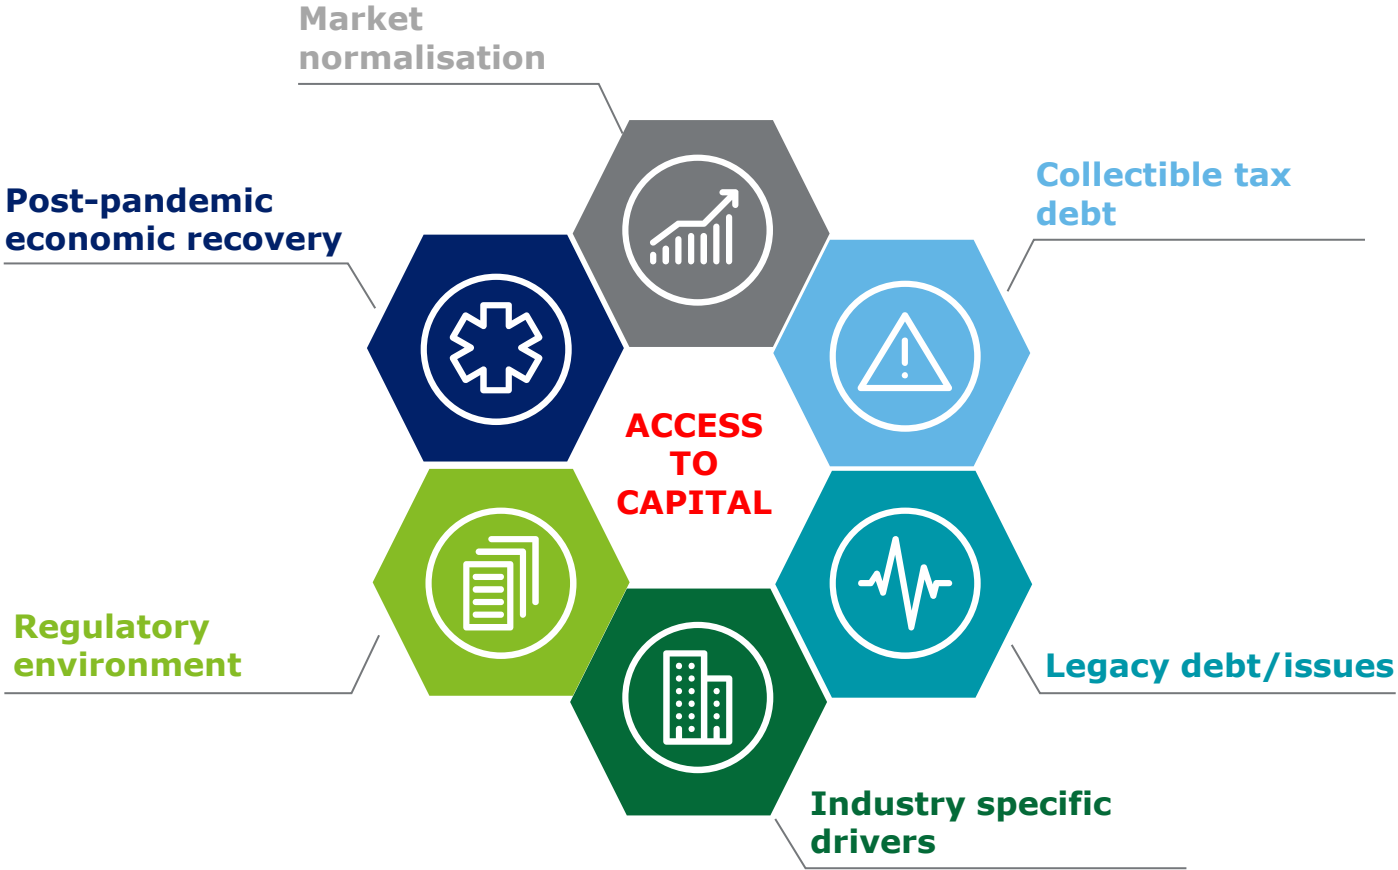 Market
normalisation
Collectible tax
debt
Post-pandemic
economic recovery
ACCESS
TO
CAPITAL
Regulatory
environment
Legacy debt/issues
Industry specific
drivers